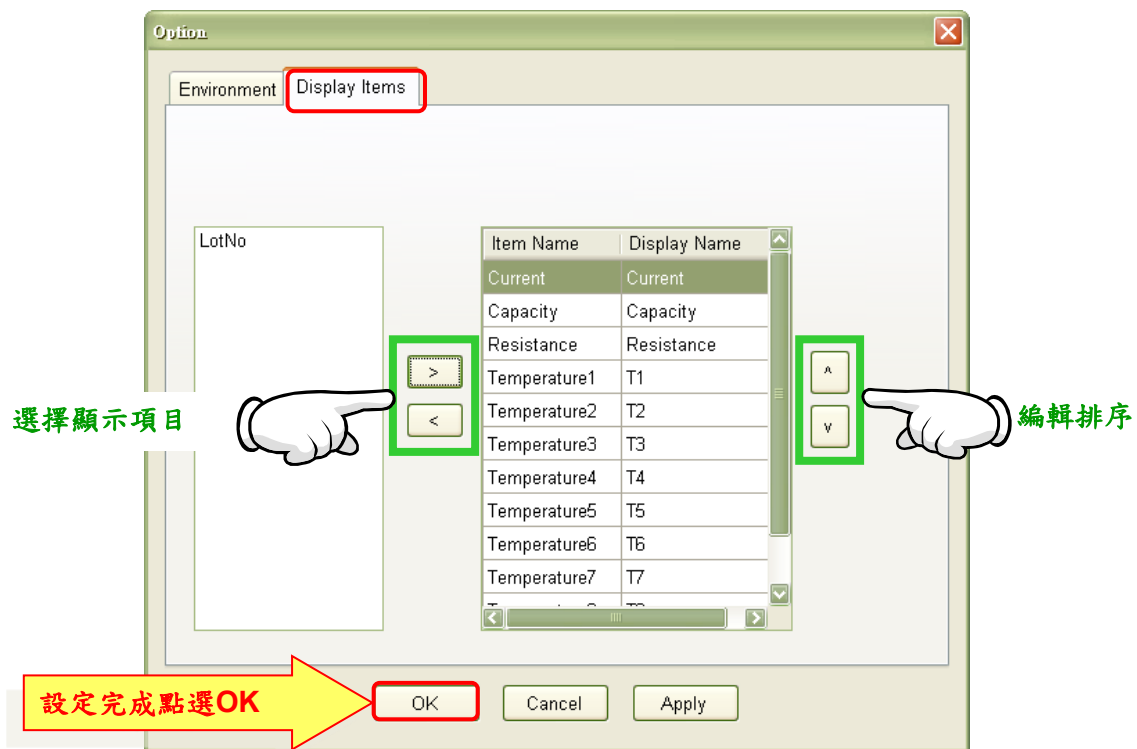 Option
Environment Display Items
LotNo
Item Name Display Name
Current Current
Capacity Capacity
Resistance Resistance
Temperature1 T1
Temperature2 T2
Temperature3 T3
Temperature4 T4
Temperature5 T5
Temperature6 T6
Temperature7 T7
>
<
^
v
選擇顯示項目
編輯排序
設定完成點選OK
OK Cancel Apply